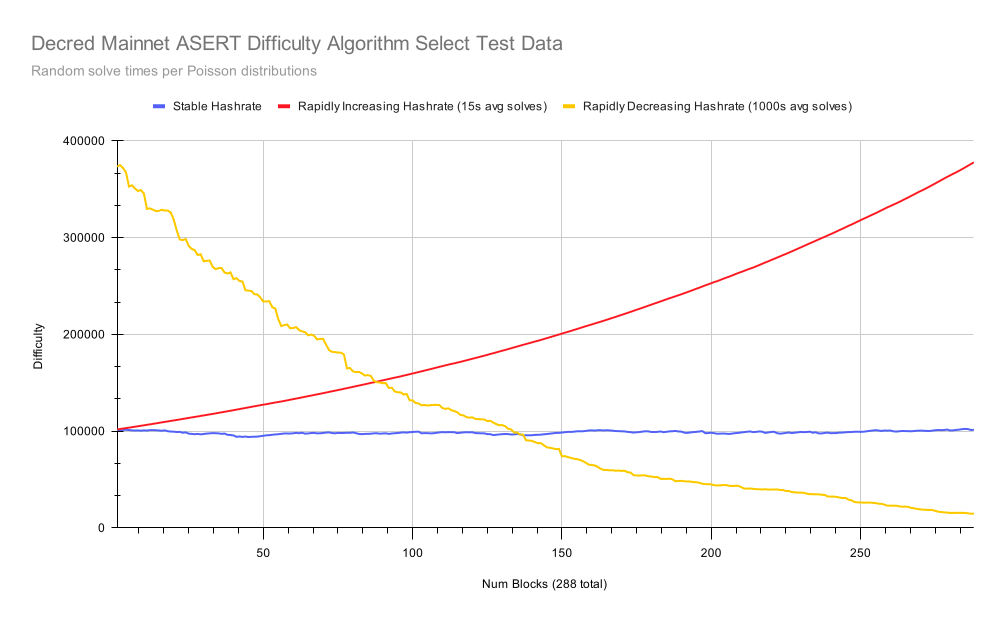 Decred Mainnet ASERT Difficulty Algorithm Select Test Data
Random solve times per Poisson distributions
Stable Hashrate Rapidly Increasing Hashrate (15s avg solves) Rapidly Decreasing Hashrate (1000s avg solves)
400000
300000
200000
100000
0
Difficulty
50 100 150 200 250
Num Blocks (288 total)